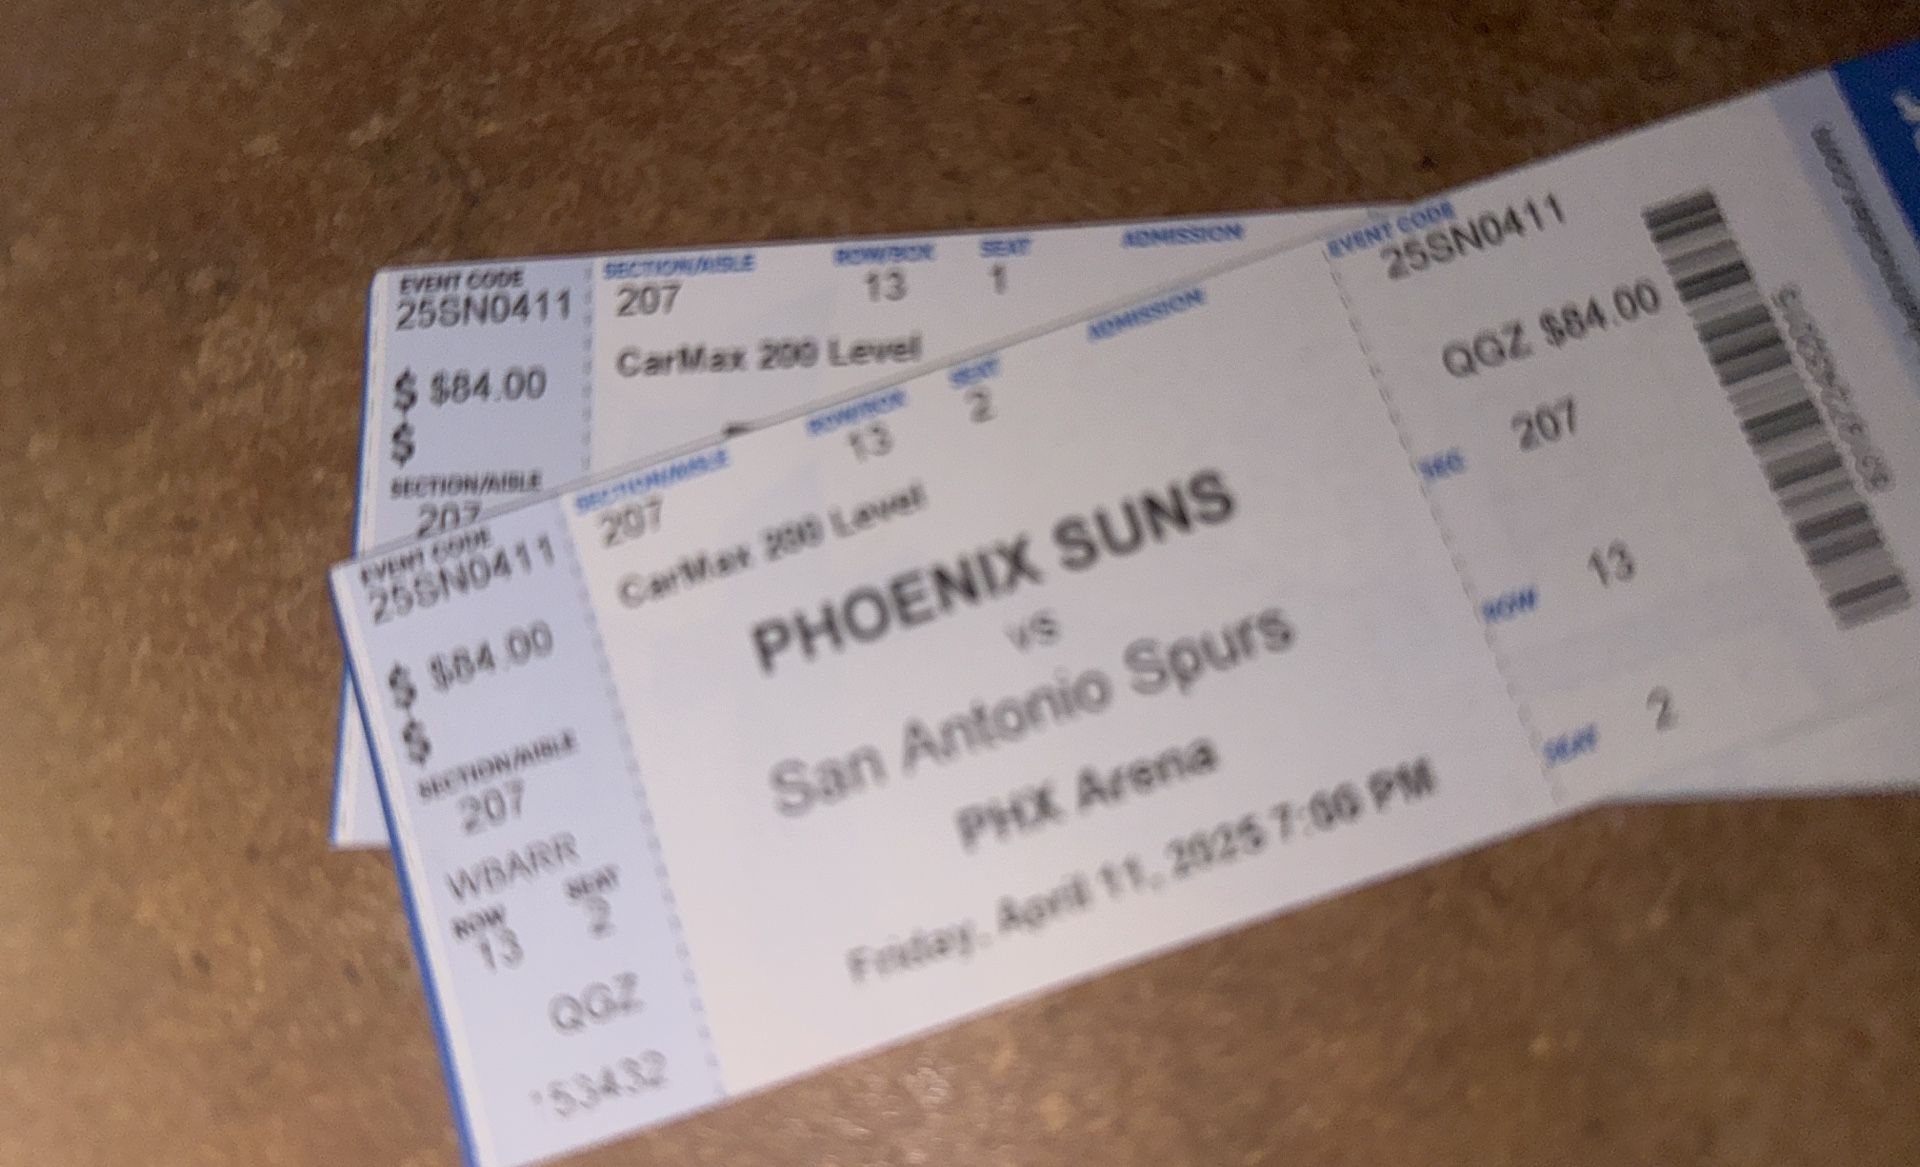 EVENT CODE
25SN0411
$ $84.00
$
SECTION/AISLE
207
SECTION/AISLE
207
ROW/BOX
13
SEAT
1
ADMISSION
CarMax 200 Level
EVENT CODE
25SN0411
$ $84.00
$
SECTION/AISLE
207
WBARR
ROW SEAT
13 2
QGZ
SECTION/AISLE
207
ROW/BOX
13
SEAT
2
ADMISSION
CarMax 200 Level
PHOENIX SUNS
vs
San Antonio Spurs
PHX Arena
Friday, April 11, 2025 7:00 PM
EVENT CODE
25SN0411
QGZ $84.00
SEC 207
ROW 13
SEAT 2